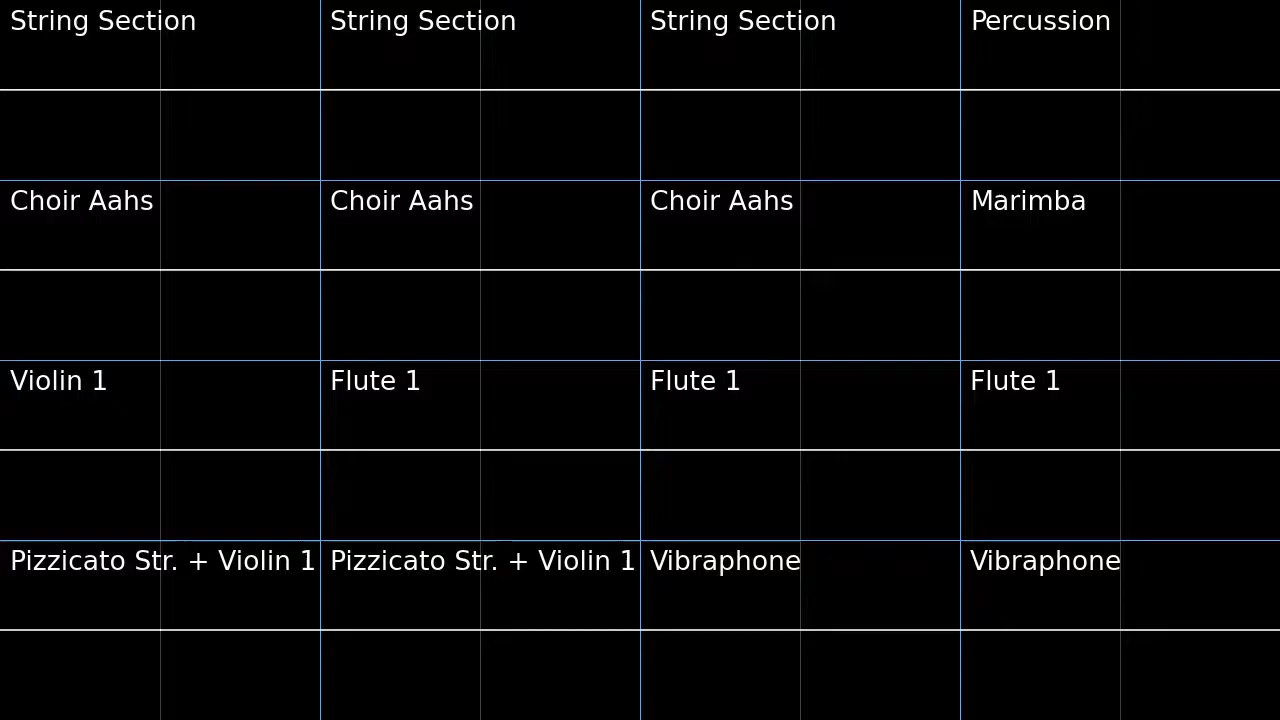 String Section
String Section
String Section
Percussion
Choir Aahs
Choir Aahs
Choir Aahs
Marimba
Violin 1
Flute 1
Flute 1
Flute 1
Pizzicato Str. + Violin 1
Pizzicato Str. + Violin 1
Vibraphone
Vibraphone